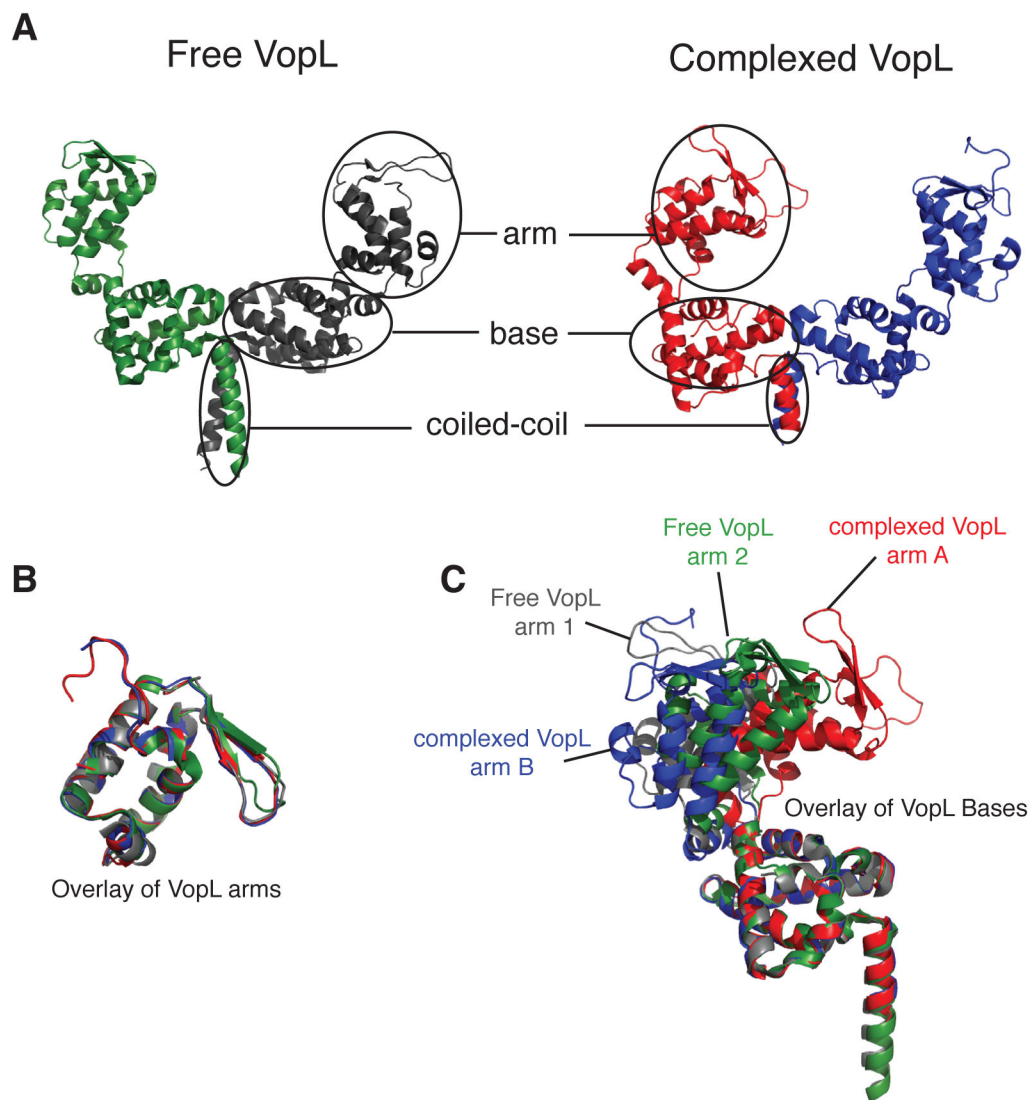 A
Free VopL
Complexed VopL
arm
base
coiled-coil
B
Overlay of VopL arms
C
Free VopL
arm 1
Free VopL
arm 2
complexed VopL
arm A
complexed VopL
arm B
Overlay of VopL Bases